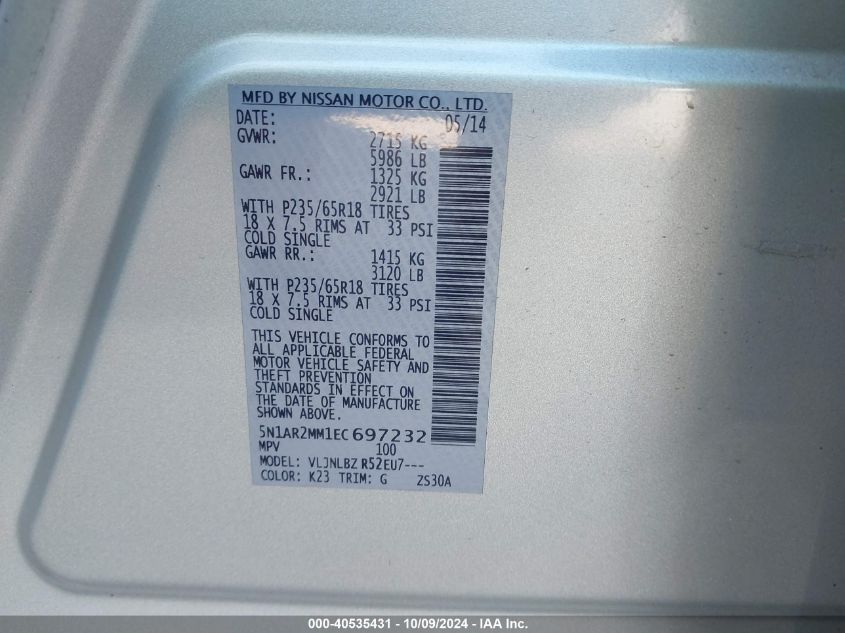 MFD BY NISSAN MOTOR CO., LTD.
DATE: 05/14
GVWR: 2715 KG
5986 LB
GAWR FR.: 1325 KG
2921 LB
WITH P235/65R18 TIRES
18 X 7.5 RIMS AT 33 PSI
COLD SINGLE
GAWR RR.: 1415 KG
3120 LB
WITH P235/65R18 TIRES
18 X 7.5 RIMS AT 33 PSI
COLD SINGLE
THIS VEHICLE CONFORMS TO
ALL APPLICABLE FEDERAL
MOTOR VEHICLE SAFETY AND
THEFT PREVENTION
STANDARDS IN EFFECT ON
THE DATE OF MANUFACTURE
SHOWN ABOVE.
5N1AR2MM1EC697232
MPV 100
MODEL: VLJNLBZ R52EU7---
COLOR: K23 TRIM: G ZS30A
000-40535431 - 10/09/2024 - IAA Inc.